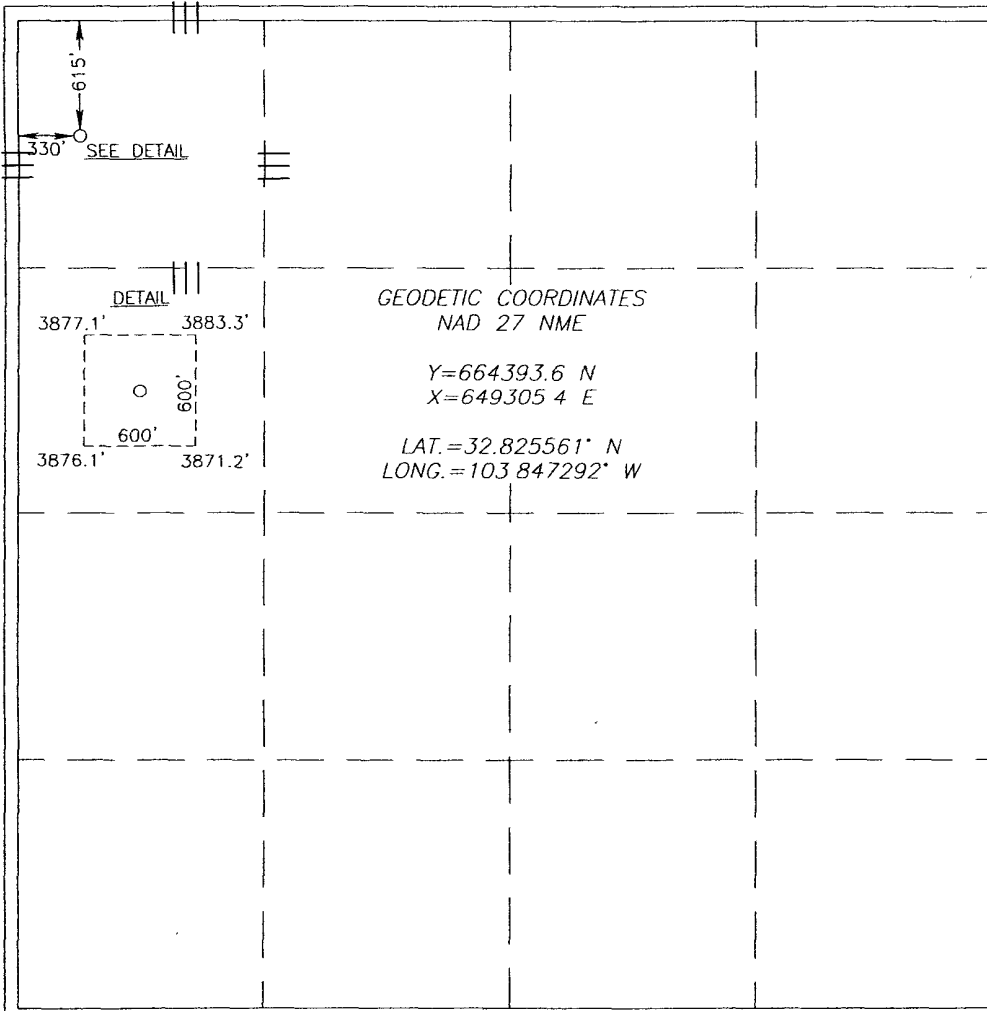 615'
330'
SEE DETAIL
DETAIL
3877.1' 3883.3'
600'
600'
3876.1' 3871.2'
GEODETIC COORDINATES
NAD 27 NME
Y=664393.6 N
X=649305 4 E
LAT.=32.825561° N
LONG.=103 847292° W